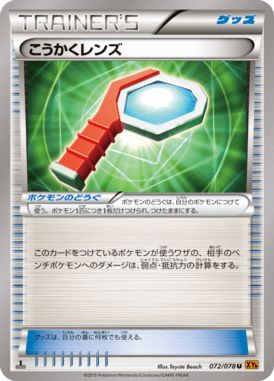 TRAINER'S
グッズ
こうかくレンズ
ポケモンのどうぐ
ポケモンのどうぐは、自分のポケモンにつけて
使う。ポケモン1匹につき1枚だけつけられ、つけたままにする。
このカードをつけているポケモンが使うワザの、相手のベ
ンチポケモンへのダメージは、弱点・抵抗力の計算をする。
グッズは、自分の番に何枚でも使える。
Illus.Toyste Beach
072/078 U
XY6
©2015 Pokémon/Nintendo/Creatures/GAME FREAK.